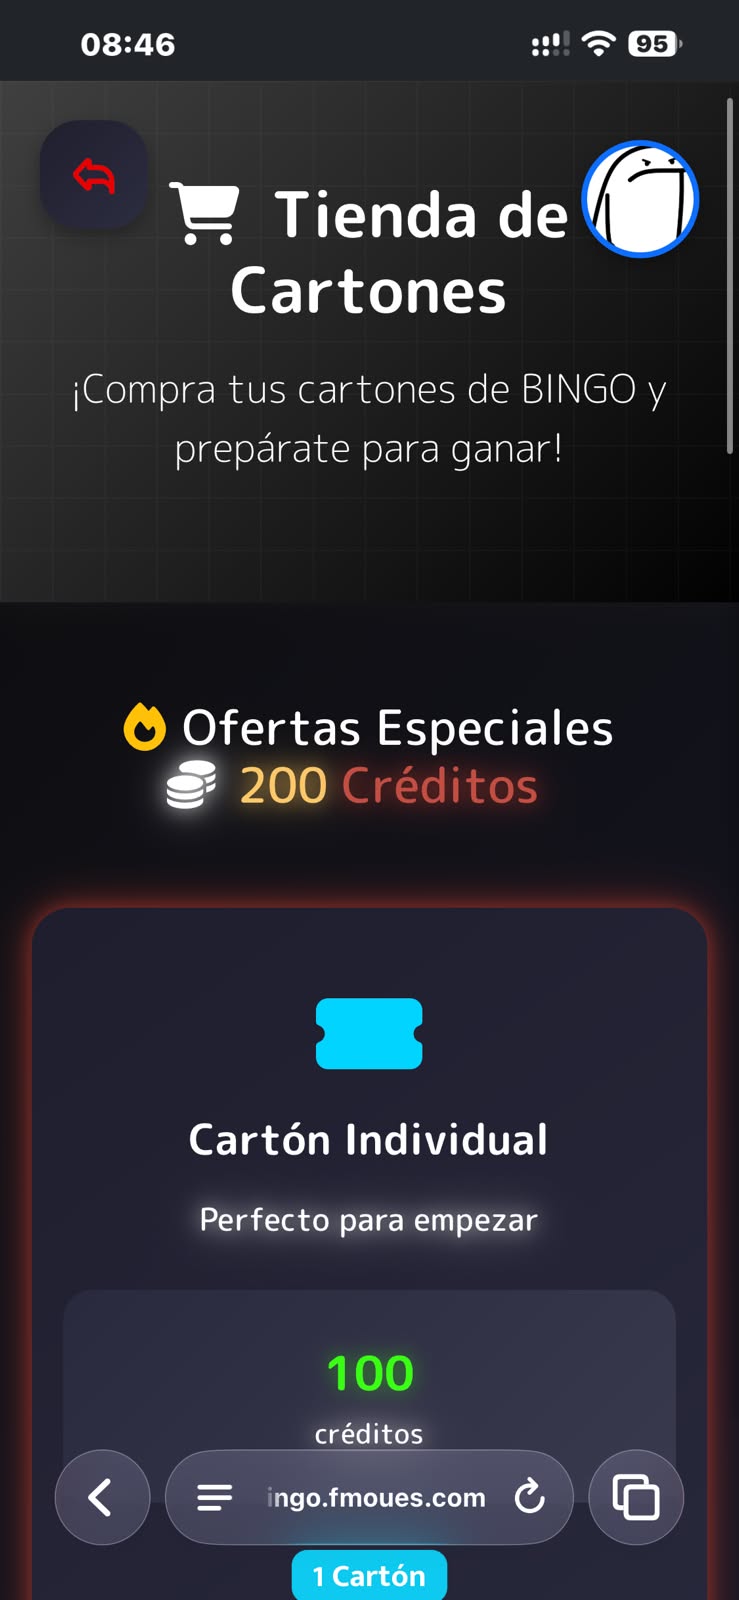 08:46
95
Tienda de
Cartones
¡Compra tus cartones de BINGO y
prepárate para ganar!
Ofertas Especiales
200 Créditos
Cartón Individual
Perfecto para empezar
100
créditos
ingo.fmoues.com
1 Cartón